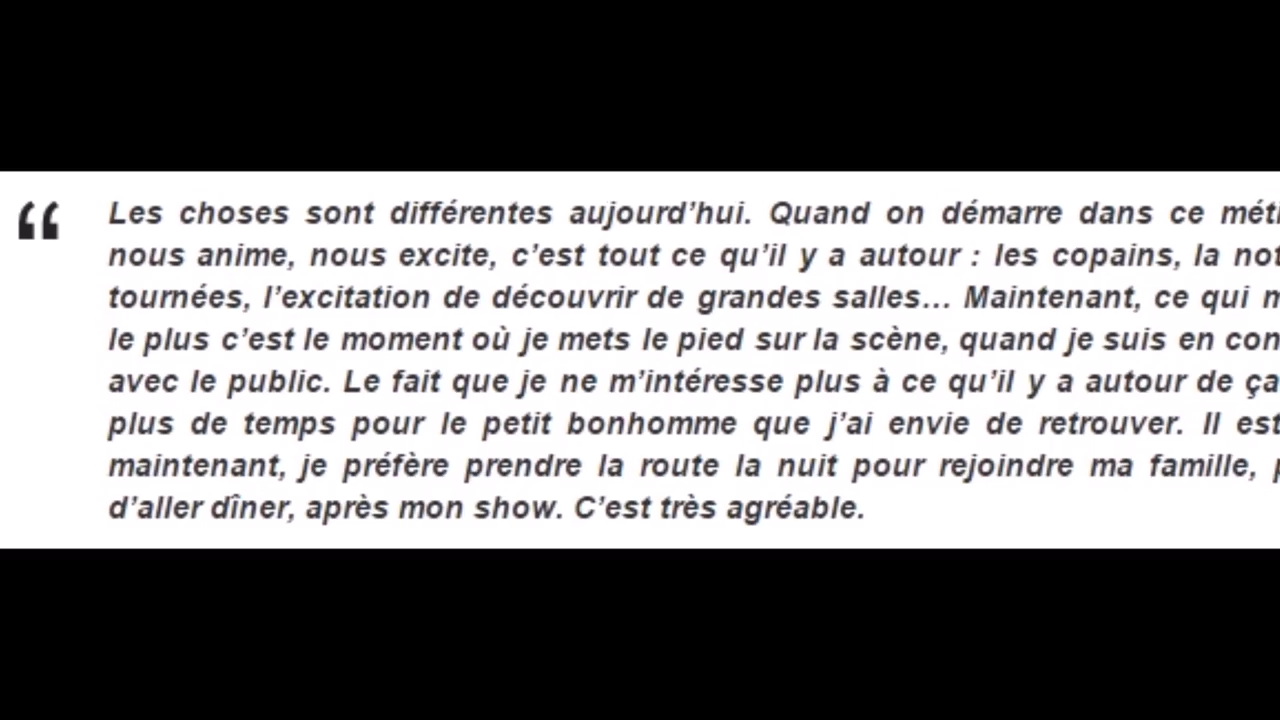 “ Les choses sont différentes aujourd’hui. Quand on démarre dans ce
nous anime, nous excite, c’est tout ce qu’il y a autour : les copains, la
tournées, l’excitation de découvrir de grandes salles… Maintenant, ce qui
le plus c’est le moment où je mets le pied sur la scène, quand je suis en
avec le public. Le fait que je ne m’intéresse plus à ce qu’il y a autour de ça
plus de temps pour le petit bonhomme que j’ai envie de retrouver. Il est
maintenant, je préfère prendre la route la nuit pour rejoindre ma famille,
d’aller dîner, après mon show. C’est très agréable.